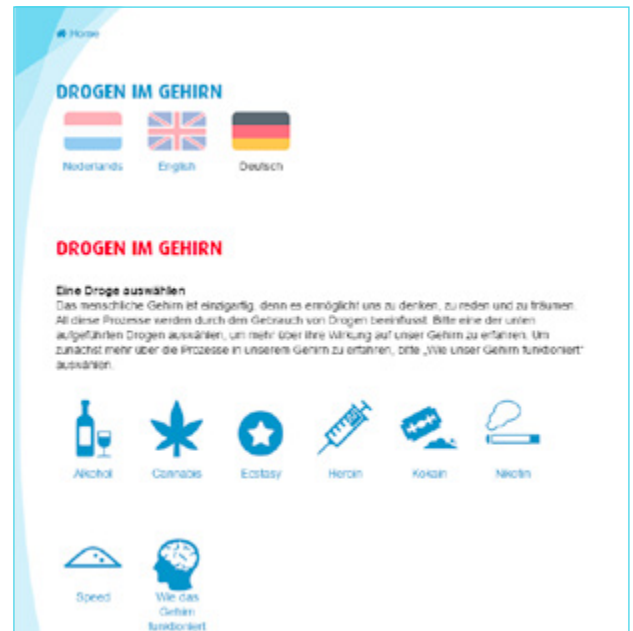 Home
DROGEN IM GEHIRN
Nederlands English Deutsch
DROGEN IM GEHIRN
Eine Droge auswählen
Das menschliche Gehirn ist einzigartig, denn es ermöglicht uns zu denken, zu reden und zu träumen.
All diese Prozesse werden durch den Gebrauch von Drogen beeinflusst. Bitte eine der unten
aufgeführten Drogen auswählen, um mehr über ihre Wirkung auf unser Gehirn zu erfahren. Um
zunächst mehr über die Prozesse in unserem Gehirn zu erfahren, bitte „Wie unser Gehirn funktioniert“
auswählen.
Alkohol Cannabis Ecstasy Heroin Kokain Nikotin
Speed Wie das
Gehirn
funktioniert